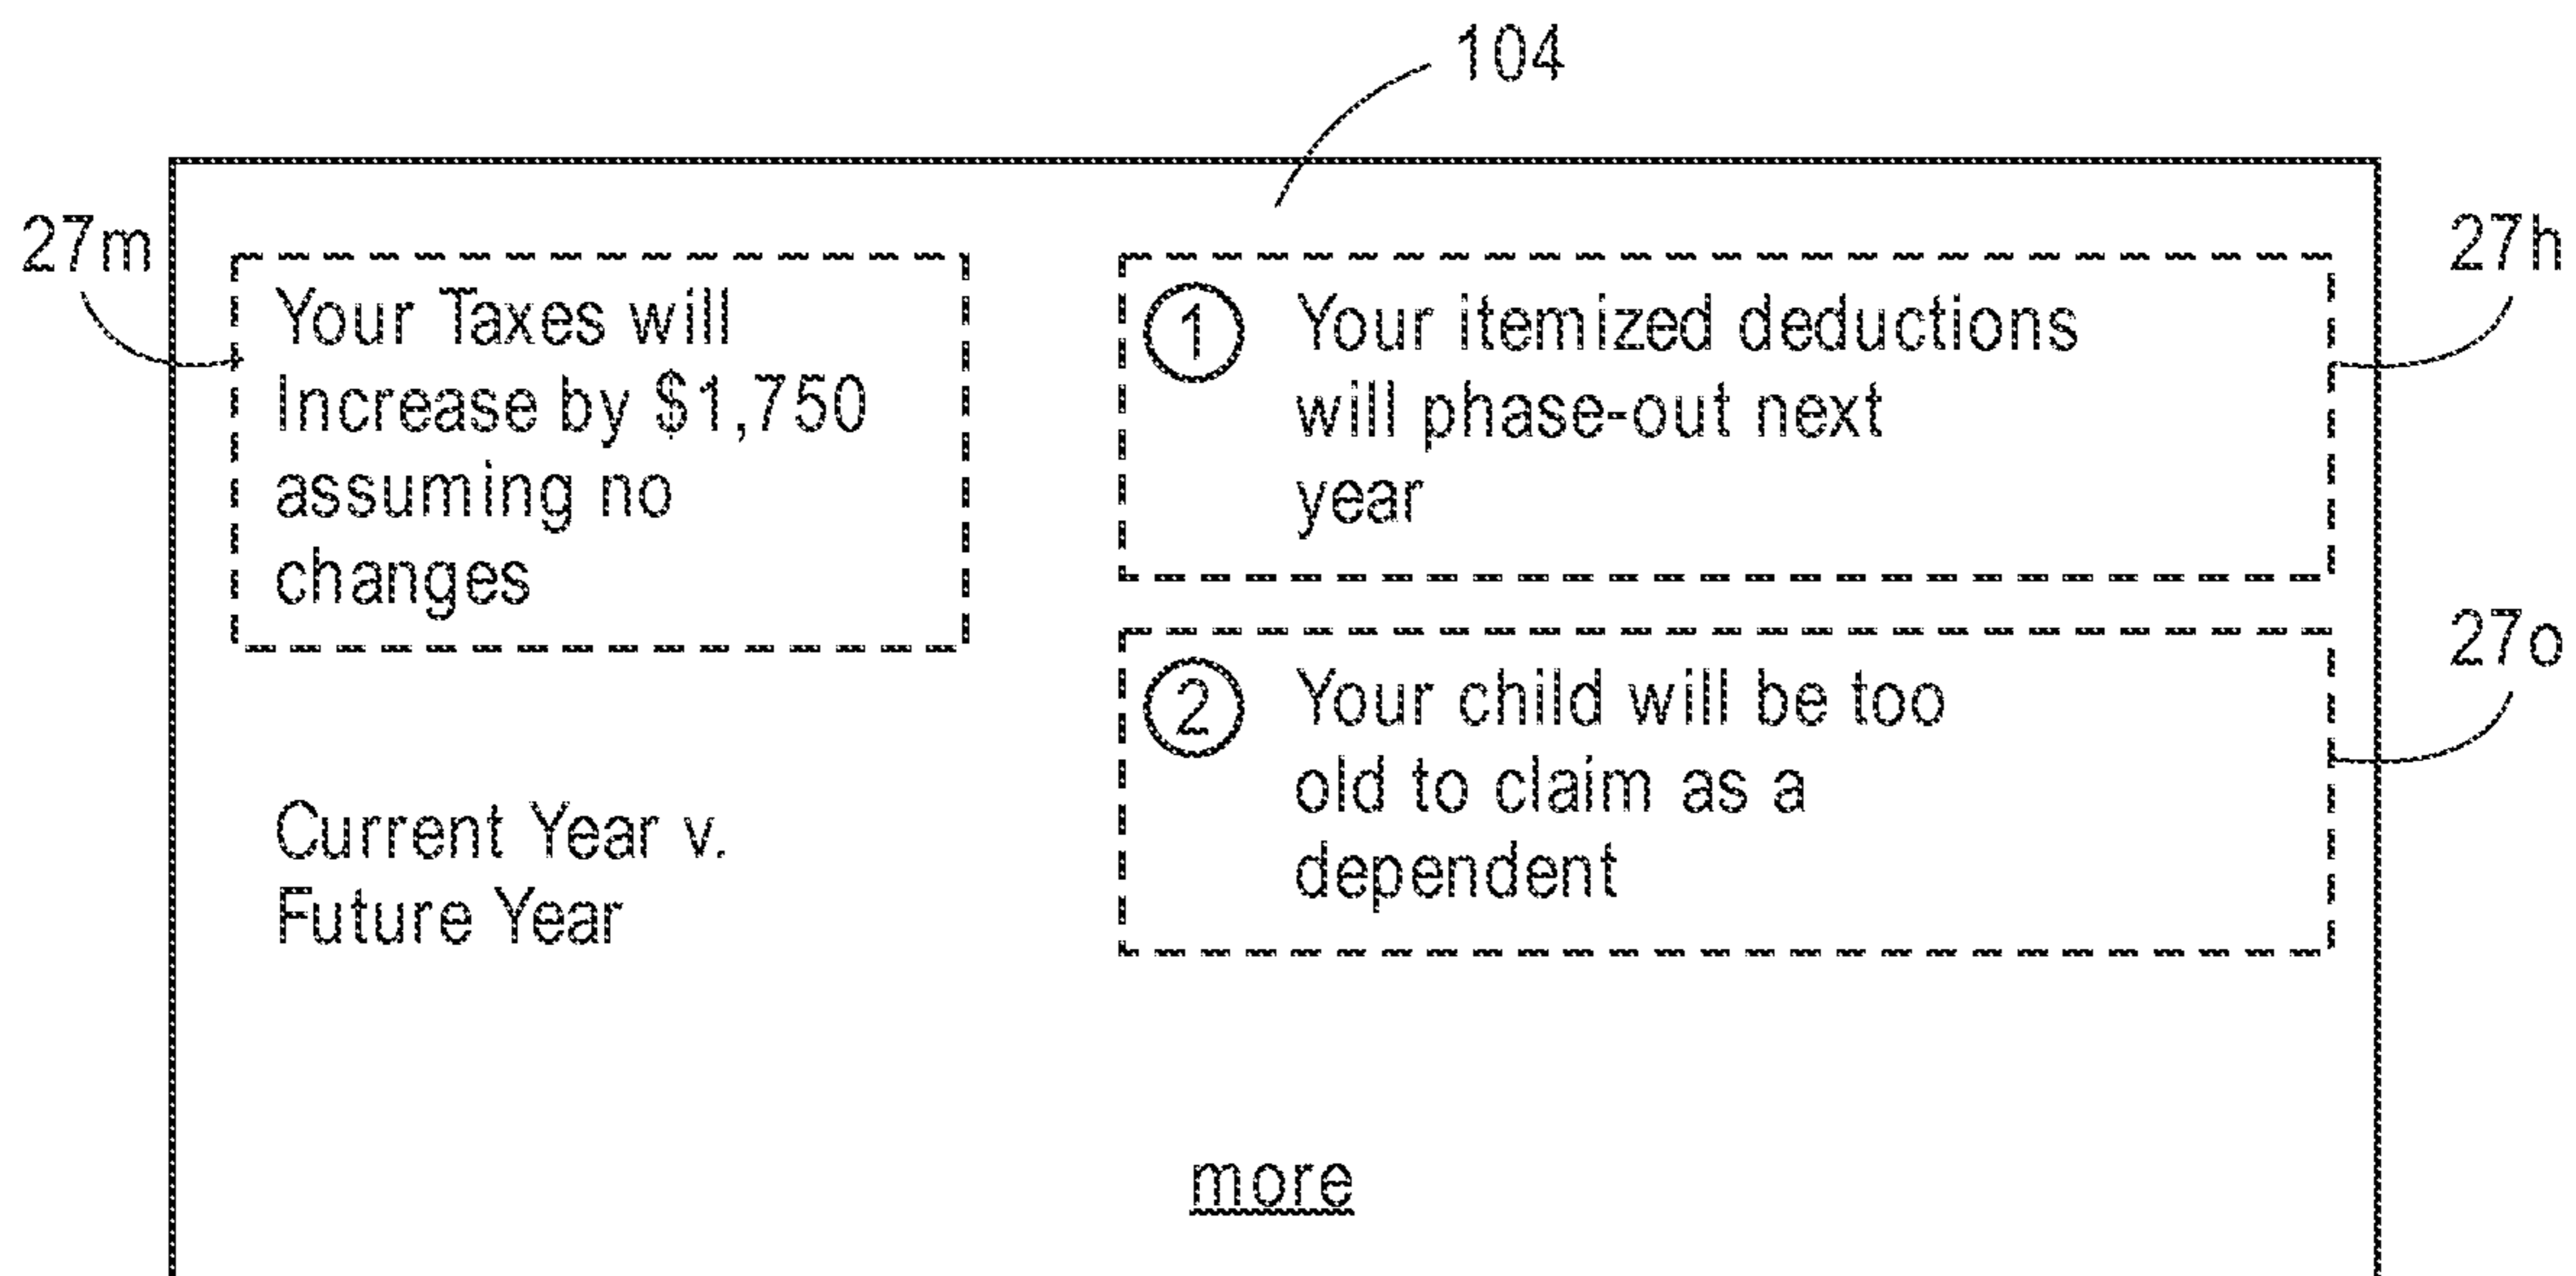 104
27m
Your Taxes will
Increase by $1,750
assuming no
changes
Current Year v.
Future Year
27h
1 Your itemized deductions
will phase-out next
year
27o
2 Your child will be too
old to claim as a
dependent
more